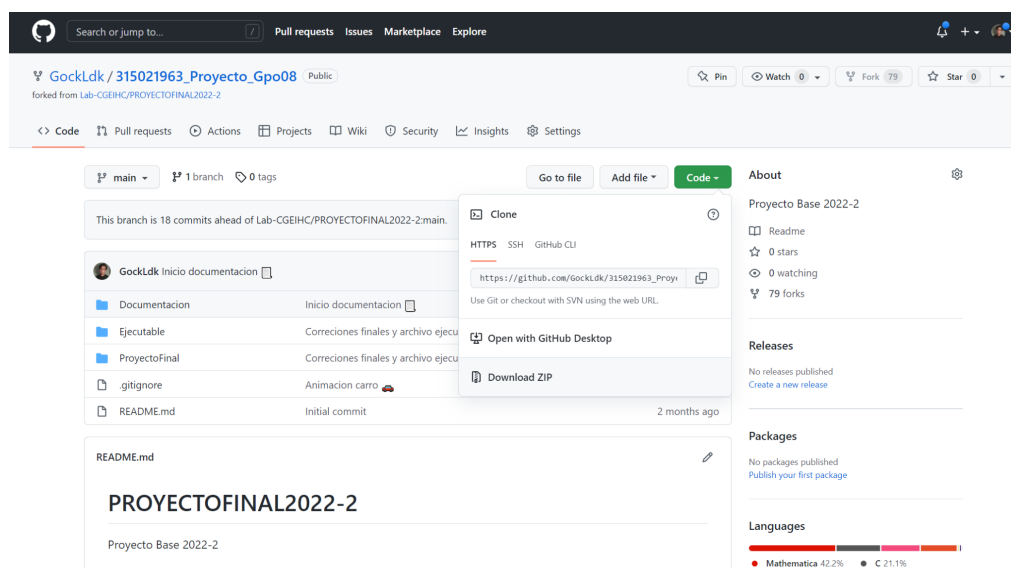 Search or jump to... / Pull requests Issues Marketplace Explore
GockLdk / 315021963_Proyecto_Gpo08 Public Pin Watch 0 Fork 79 Star 0
forked from Lab-CGEIHC/PROYECTOFINAL2022-2
Code Pull requests Actions Projects Wiki Security Insights Settings
main 1 branch 0 tags Go to file Add file Code
This branch is 18 commits ahead of Lab-CGEIHC/PROYECTOFINAL2022-2:main.
GockLdk Inicio documentacion
Documentacion Inicio documentacion
Ejecutable Correciones finales y archivo ejecu
ProyectoFinal Correciones finales y archivo ejecu
.gitignore Animacion carro
README.md Initial commit 2 months ago
Clone
HTTPS SSH GitHub CLI
https://github.com/GockLdk/315021963_Proye
Use Git or checkout with SVN using the web URL.
Open with GitHub Desktop
Download ZIP
README.md
PROYECTOFINAL2022-2
Proyecto Base 2022-2
About
Proyecto Base 2022-2
Readme
0 stars
0 watching
79 forks
Releases
No releases published
Create a new release
Packages
No packages published
Publish your first package
Languages
Mathematica 42.2% C 21.1%